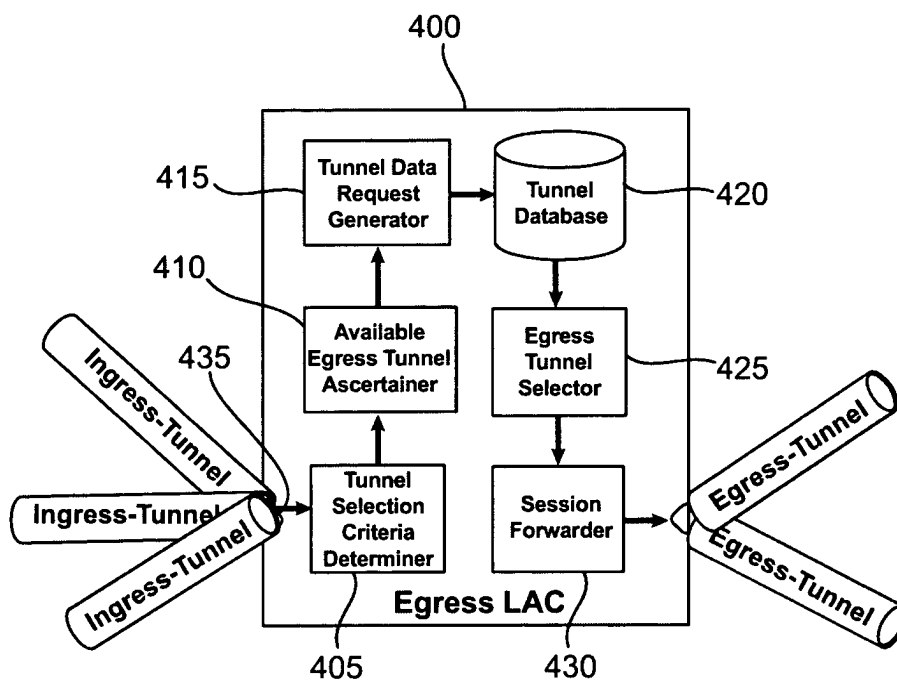 400
Tunnel Data
Request
Generator
415
Tunnel
Database
420
410
Available
Egress Tunnel
Ascertainer
Egress
Tunnel
Selector
425
435
Ingress-Tunnel
Ingress-Tunnel
Ingress-Tunnel
Tunnel
Selection
Criteria
Determiner
Session
Forwarder
Egress-Tunnel
Egress-Tunnel
Egress LAC
405
430